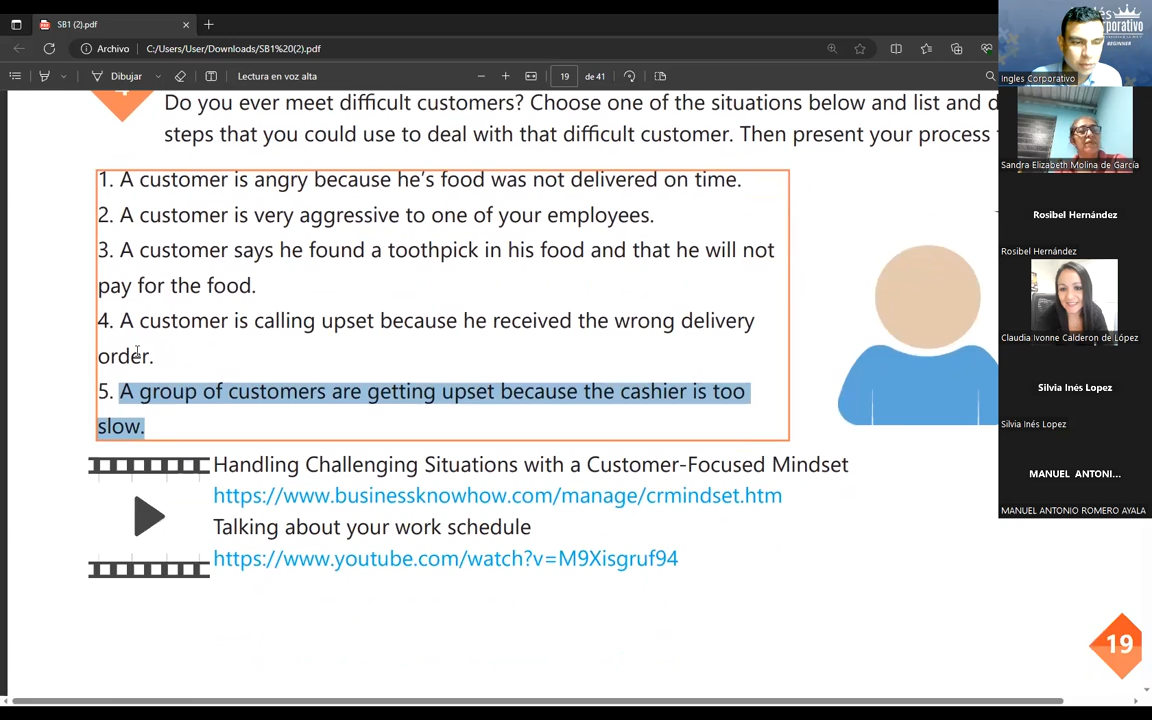 SB1 (2).pdf
Archivo
C:/Users/User/Downloads/SB1%20(2).pdf
Dibujar
Lectura en voz alta
19
de 41
4
Do you ever meet difficult customers? Choose one of the situations below and list and d
steps that you could use to deal with that difficult customer. Then present your process
1. A customer is angry because he's food was not delivered on time.
2. A customer is very aggressive to one of your employees.
3. A customer says he found a toothpick in his food and that he will not
pay for the food.
4. A customer is calling upset because he received the wrong delivery
order.
5. A group of customers are getting upset because the cashier is too
slow.
Handling Challenging Situations with a Customer-Focused Mindset
https://www.businessknowhow.com/manage/crmindset.htm
Talking about your work schedule
https://www.youtube.com/watch?v=M9Xisgruf94
19
BEGINNER
Ingles Corporativo
Sandra Elizabeth Molina de García
Rosibel Hernández
Rosibel Hernández
Claudia Ivonne Calderon de López
Silvia Inés Lopez
Silvia Inés Lopez
MANUEL ANTONI...
MANUEL ANTONIO ROMERO AYALA